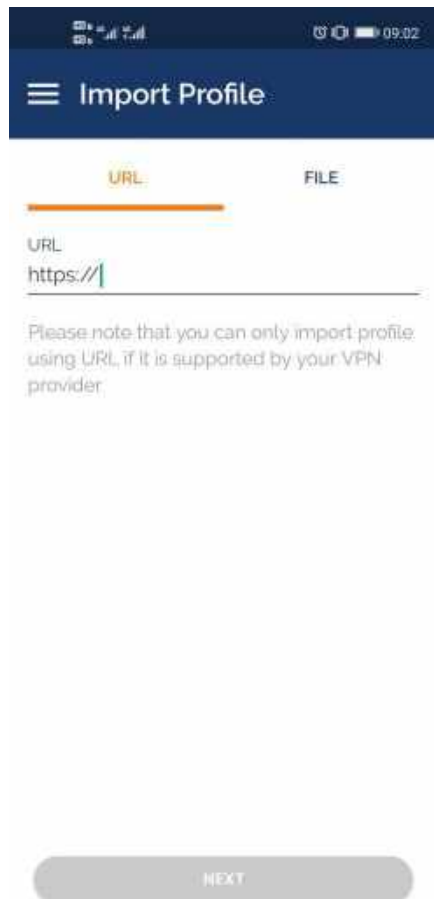 09:02
Import Profile
URL FILE
URL
https://
Please note that you can only import profile
using URL, if it is supported by your VPN
provider
NEXT